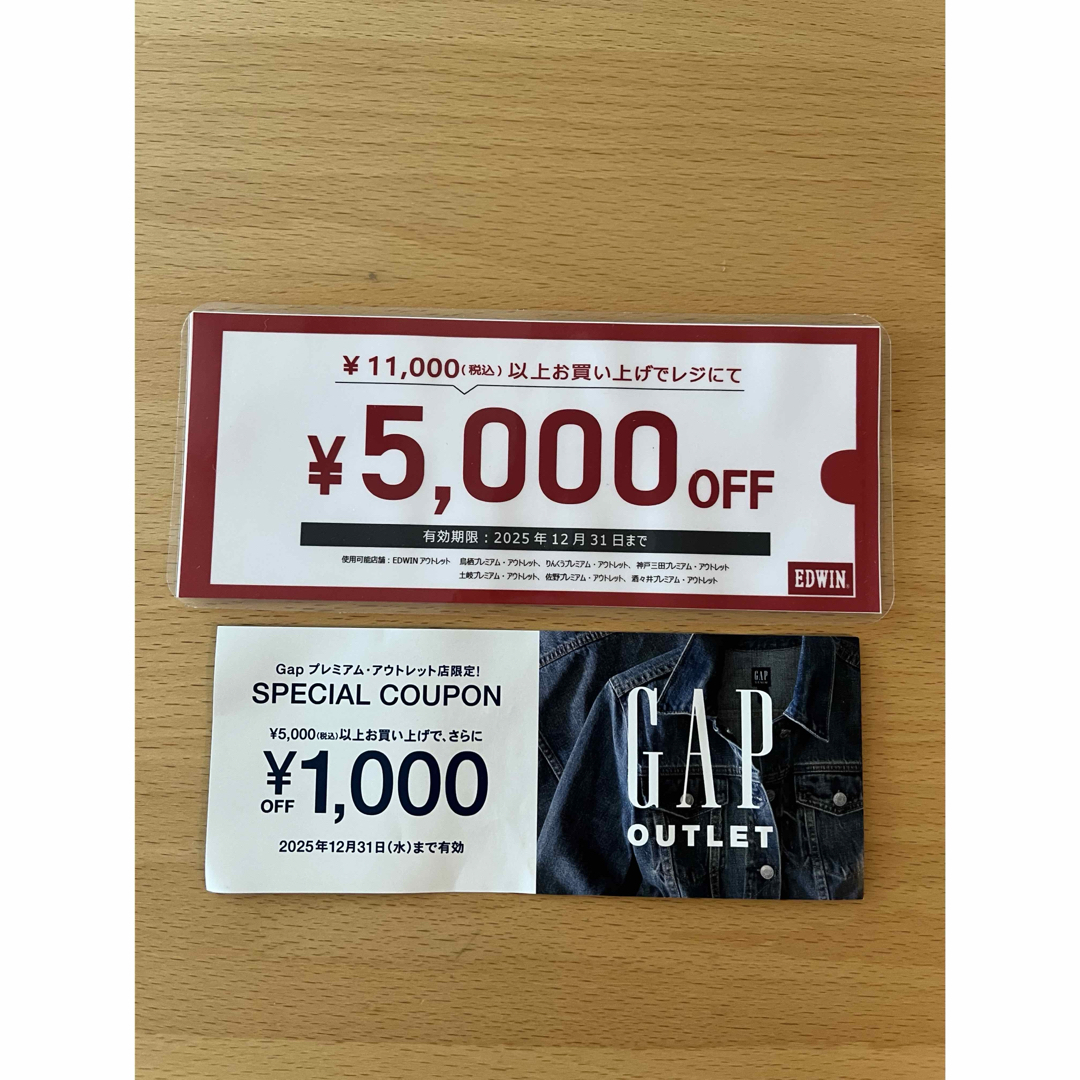 ¥11,000(税込)以上お買い上げでレジにて
¥5,000 OFF
有効期限：2025年12月31日まで
使用可能店舗：EDWINアウトレット 鳥栖プレミアム・アウトレット、りんくうプレミアム・アウトレット、神戸三田プレミアム・アウトレット
土岐プレミアム・アウトレット、佐野プレミアム・アウトレット、酒々井プレミアム・アウトレット
EDWIN
Gap プレミアム・アウトレット店限定！
SPECIAL COUPON
¥5,000(税込)以上お買い上げで、さらに
¥1,000
OFF
2025年12月31日(水)まで有効
GAP
GAP
OUTLET